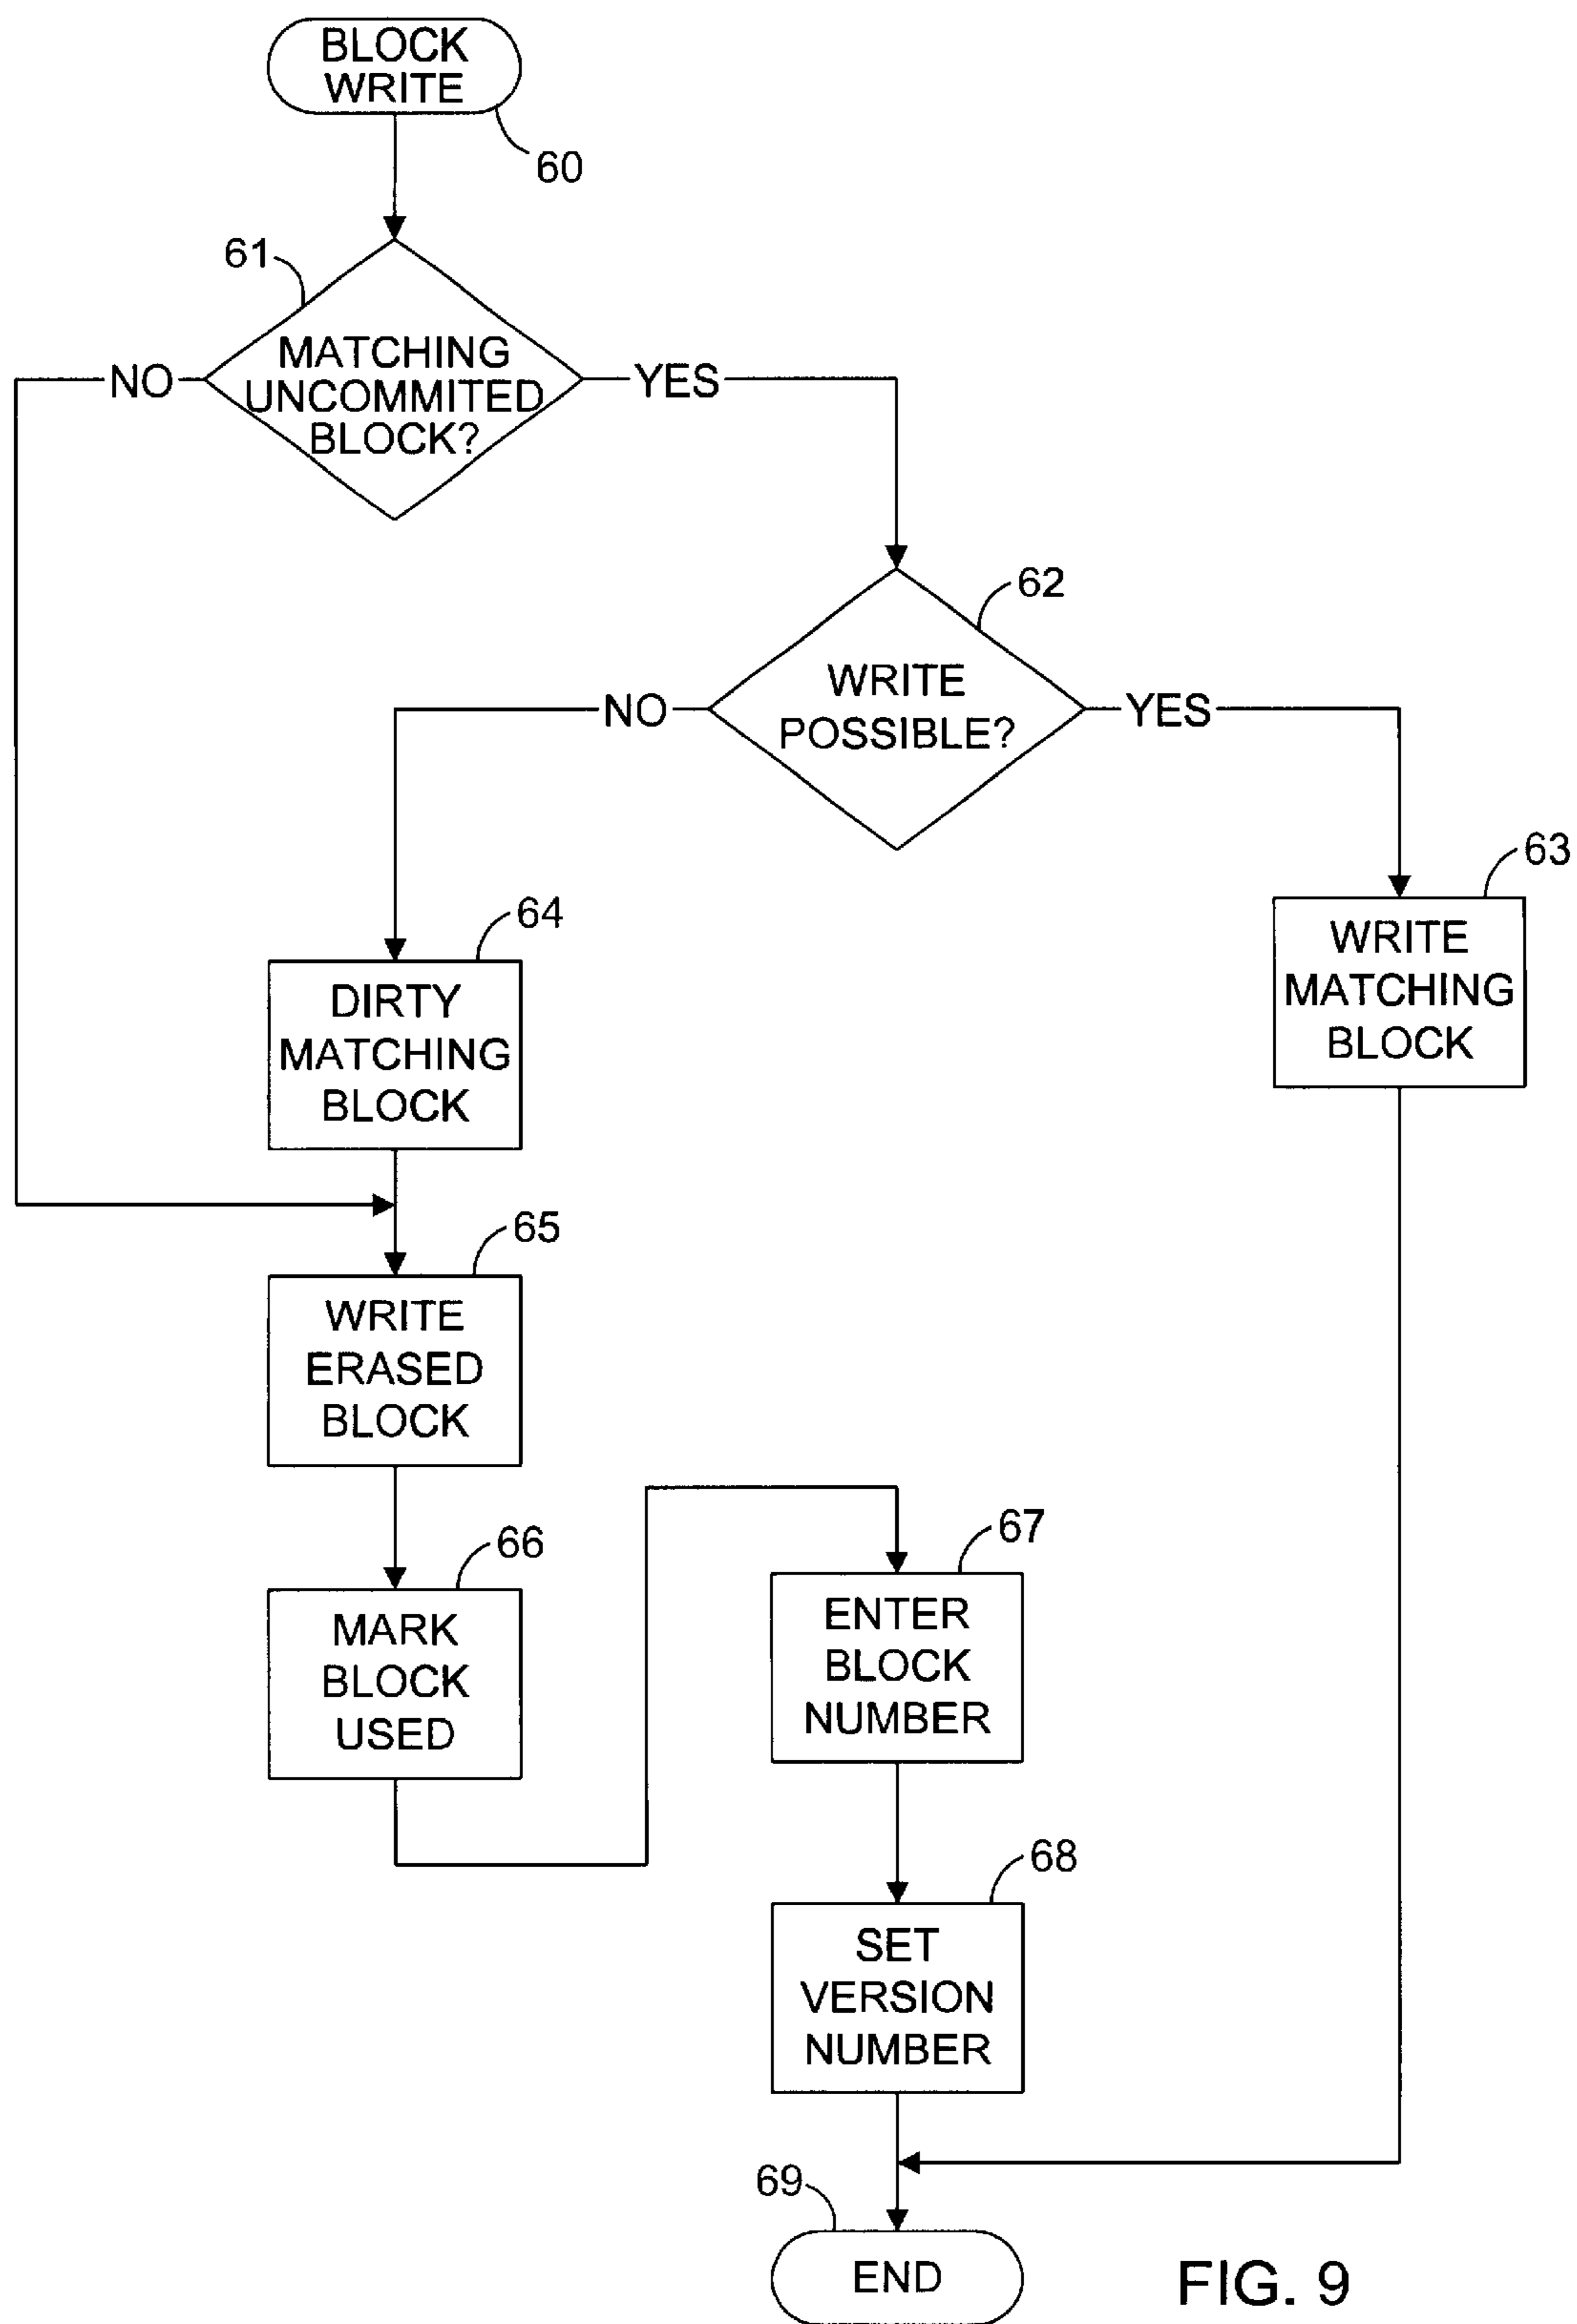 BLOCK
WRITE
60
61
MATCHING
UNCOMMITED
BLOCK?
NO
YES
62
WRITE
POSSIBLE?
NO
YES
63
WRITE
MATCHING
BLOCK
64
DIRTY
MATCHING
BLOCK
65
WRITE
ERASED
BLOCK
66
MARK
BLOCK
USED
67
ENTER
BLOCK
NUMBER
68
SET
VERSION
NUMBER
69
END
FIG. 9